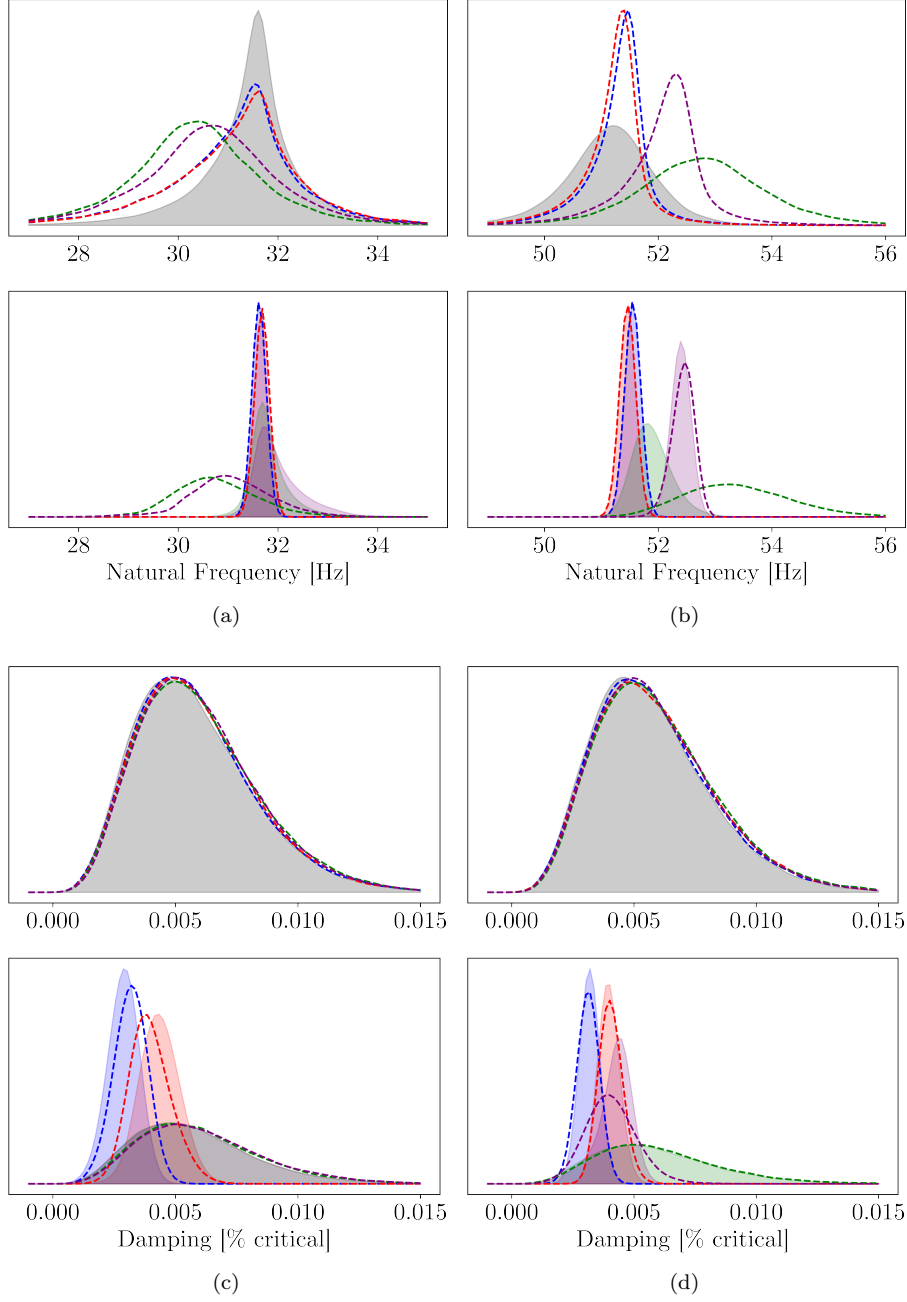 28 30 32 34 50 52 54 56
28 30 32 34 50 52 54 56
Natural Frequency [Hz] Natural Frequency [Hz]
(a) (b)
0.000 0.005 0.010 0.015 0.000 0.005 0.010 0.015
0.000 0.005 0.010 0.015 0.000 0.005 0.010 0.015
Damping [% critical] Damping [% critical]
(c) (d)